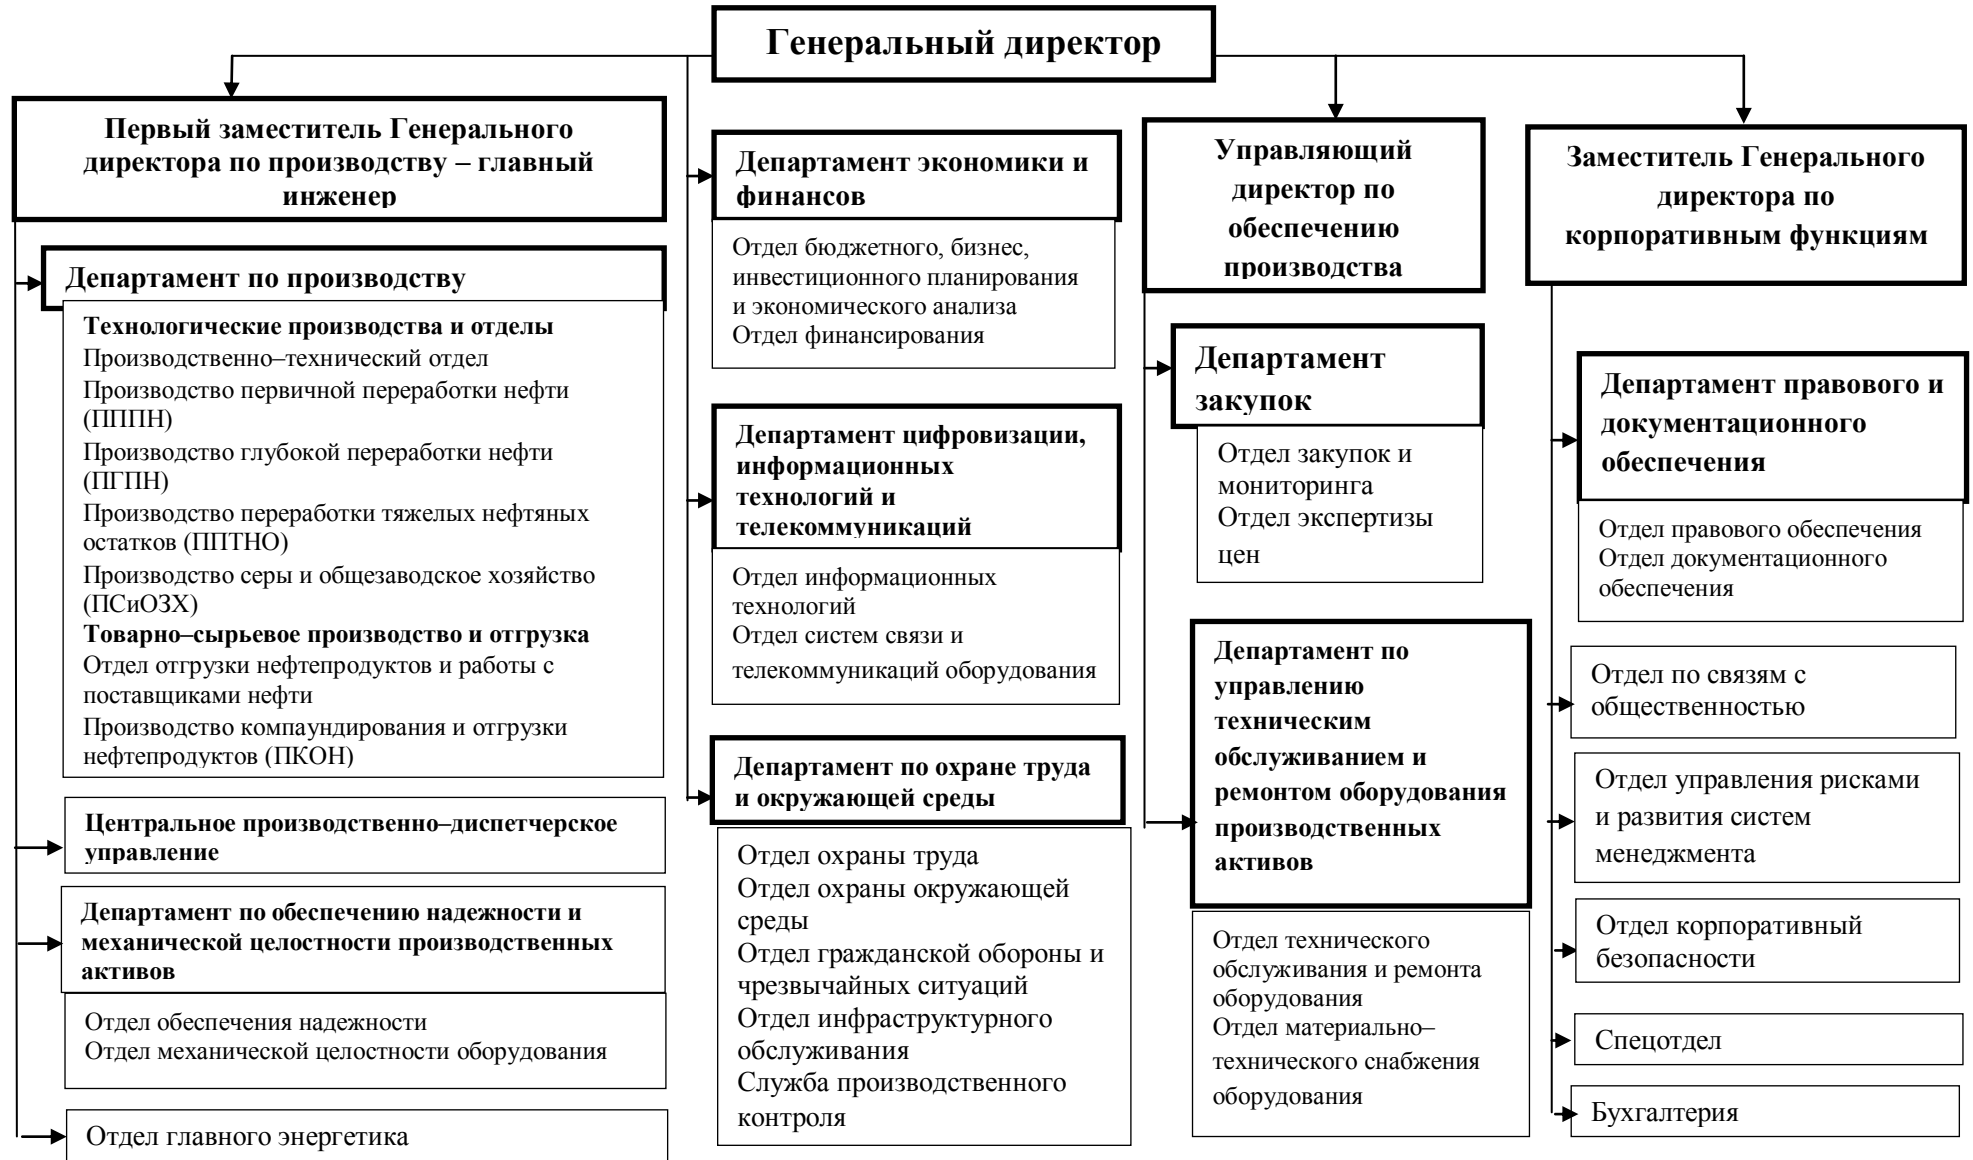 Генеральный директор
Первый заместитель Генерального
директора по производству – главный
инженер
Департамент по производству
Технологические производства и отделы
Производственно–технический отдел
Производство первичной переработки нефти
(ПППН)
Производство глубокой переработки нефти
(ПГПН)
Производство переработки тяжелых нефтяных
остатков (ППТНО)
Производство серы и общезаводское хозяйство
(ПСиОЗХ)
Товарно–сырьевое производство и отгрузка
Отдел отгрузки нефтепродуктов и работы с
поставщиками нефти
Производство компаундирования и отгрузки
нефтепродуктов (ПКОН)
Центральное производственно–диспетчерское
управление
Департамент по обеспечению надежности и
механической целостности производственных
активов
Отдел обеспечения надежности
Отдел механической целостности оборудования
Отдел главного энергетика
Департамент экономики и
финансов
Отдел бюджетного, бизнес,
инвестиционного планирования
и экономического анализа
Отдел финансирования
Департамент цифровизации,
информационных
технологий и
телекоммуникаций
Отдел информационных
технологий
Отдел систем связи и
телекоммуникаций оборудования
Департамент по охране труда
и окружающей среды
Отдел охраны труда
Отдел охраны окружающей
среды
Отдел гражданской обороны и
чрезвычайных ситуаций
Отдел инфраструктурного
обслуживания
Служба производственного
контроля
Управляющий
директор по
обеспечению
производства
Департамент
закупок
Отдел закупок и
мониторинга
Отдел экспертизы
цен
Департамент по
управлению
техническим
обслуживанием и
ремонтом оборудования
производственных
активов
Отдел технического
обслуживания и ремонта
оборудования
Отдел материально–
технического снабжения
оборудования
Заместитель Генерального
директора по
корпоративным функциям
Департамент правового и
документационного
обеспечения
Отдел правового обеспечения
Отдел документационного
обеспечения
Отдел по связям с
общественностью
Отдел управления рисками
и развития систем
менеджмента
Отдел корпоративный
безопасности
Спецотдел
Бухгалтерия